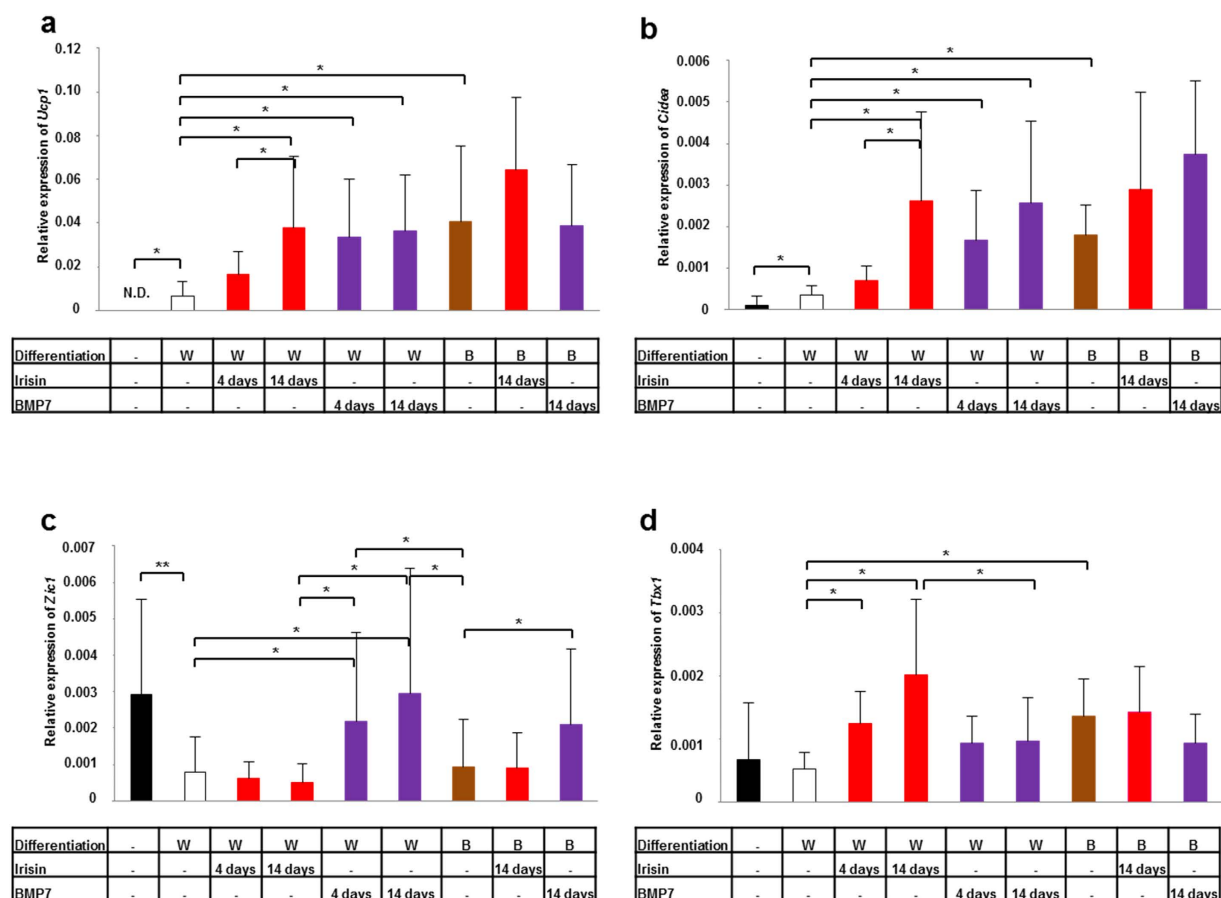 a
Relative expression of Ucp1
0.12
0.10
0.08
0.06
0.04
0.02
0
N.D.
*
*
*
*
*
*
Differentiation - W W W W W B B B
Irisin - - 4 days 14 days - - - 14 days -
BMP7 - - - - 4 days 14 days - - 14 days
b
Relative expression of Cidea
0.006
0.005
0.004
0.003
0.002
0.001
0
*
*
*
*
*
*
Differentiation - W W W W W B B B
Irisin - - 4 days 14 days - - - 14 days -
BMP7 - - - - 4 days 14 days - - 14 days
c
Relative expression of Zic1
0.007
0.006
0.005
0.004
0.003
0.002
0.001
0
**
*
*
*
*
*
*
*
Differentiation - W W W W W B B B
Irisin - - 4 days 14 days - - - 14 days -
BMP7 - - - - 4 days 14 days - - 14 days
d
Relative expression of Tbx1
0.004
0.003
0.002
0.001
0
*
*
*
*
Differentiation - W W W W W B B B
Irisin - - 4 days 14 days - - - 14 days -
BMP7 - - - - 4 days 14 days - - 14 days